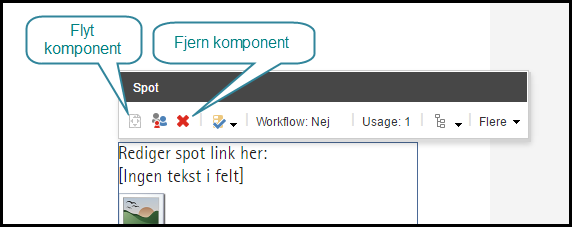 Flyt
komponent
Fjern komponent
Spot
Workflow: Nej Usage: 1 Flere
Rediger spot link her:
[Ingen tekst i felt]